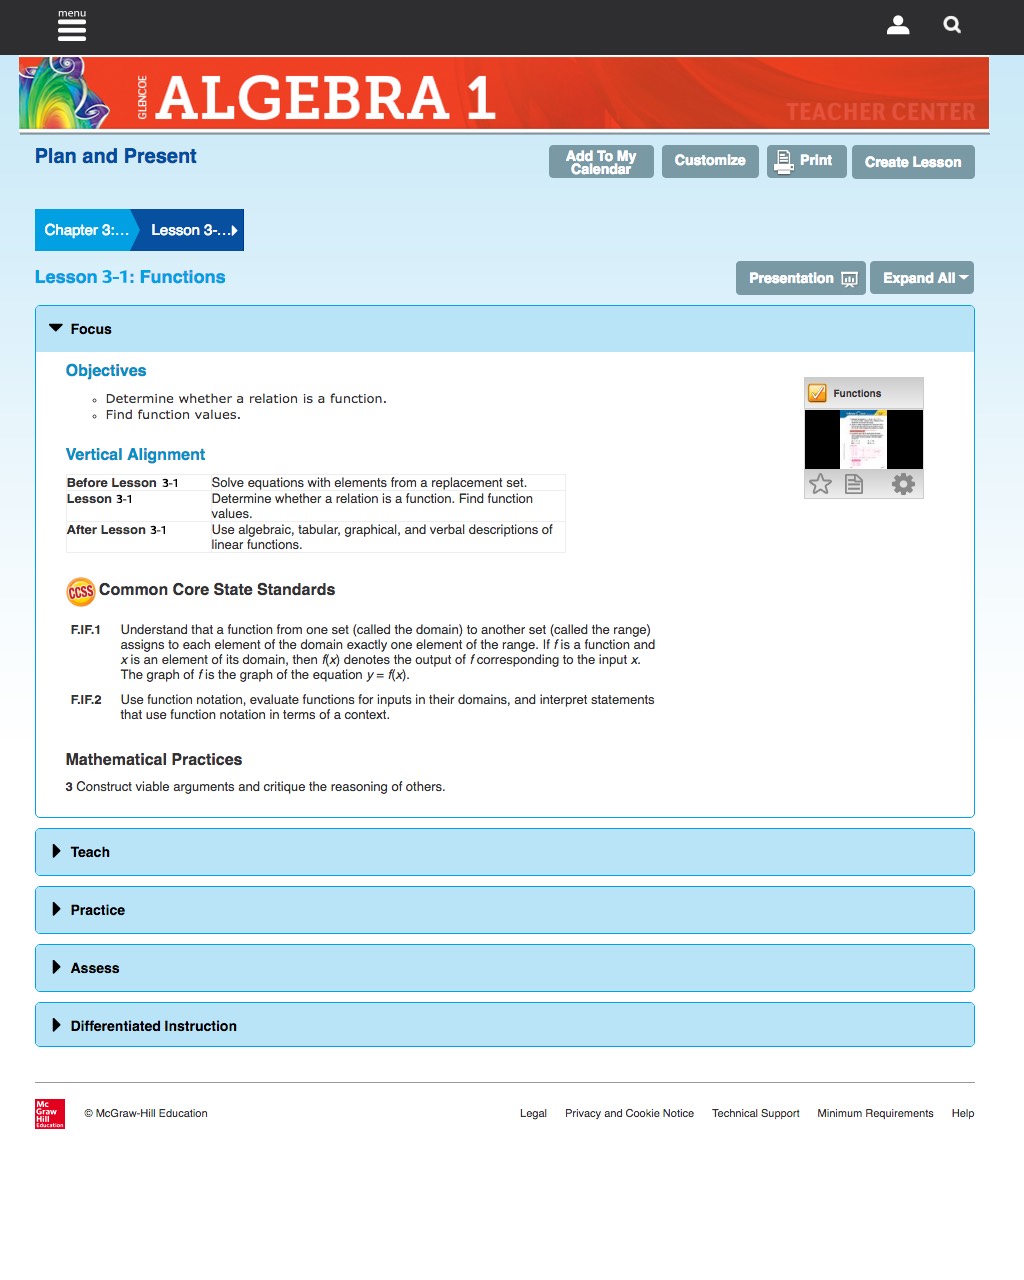 menu
GLENCOE ALGEBRA 1
TEACHER CENTER
Plan and Present
Add To My
Calendar
Customize
Print
Create Lesson
Chapter 3:...
Lesson 3-...
Lesson 3-1: Functions
Presentation
Expand All
Focus
Objectives
Determine whether a relation is a function.
Find function values.
Functions
Vertical Alignment
Before Lesson 3-1 Solve equations with elements from a replacement set.
Lesson 3-1 Determine whether a relation is a function. Find function
values.
After Lesson 3-1 Use algebraic, tabular, graphical, and verbal descriptions of
linear functions.
CCSS Common Core State Standards
F.IF.1 Understand that a function from one set (called the domain) to another set (called the range)
assigns to each element of the domain exactly one element of the range. If f is a function and
x is an element of its domain, then f(x) denotes the output of f corresponding to the input x.
The graph of f is the graph of the equation y = f(x).
F.IF.2 Use function notation, evaluate functions for inputs in their domains, and interpret statements
that use function notation in terms of a context.
Mathematical Practices
3 Construct viable arguments and critique the reasoning of others.
Teach
Practice
Assess
Differentiated Instruction
Mc
Graw
Hill
Education
© McGraw-Hill Education
Legal Privacy and Cookie Notice Technical Support Minimum Requirements Help